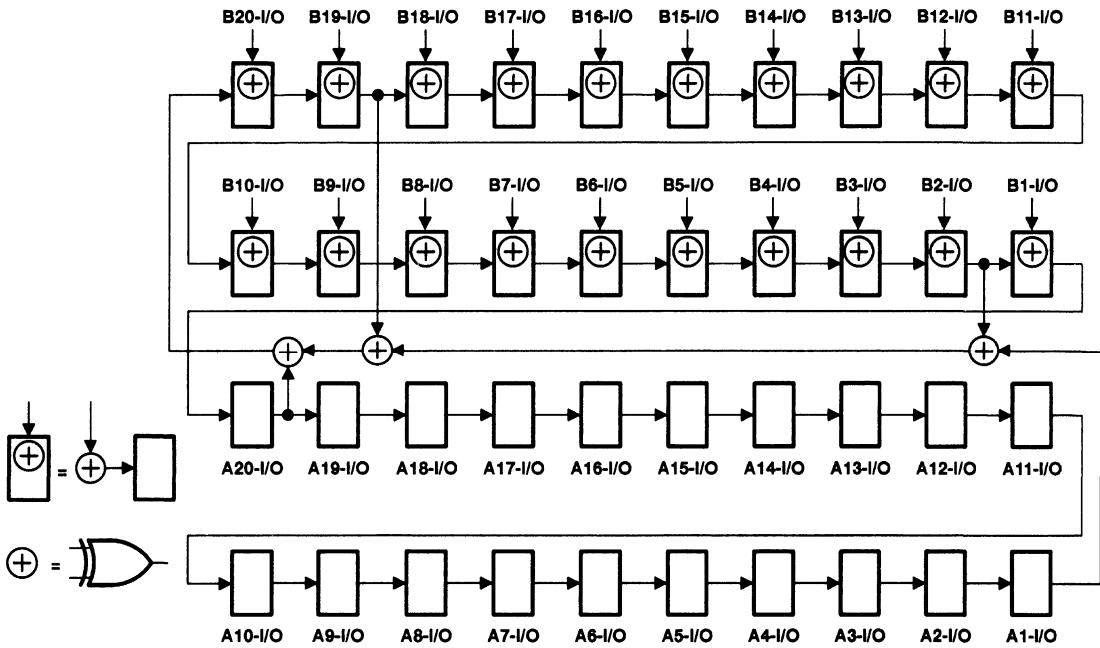 B20-I/O B19-I/O B18-I/O B17-I/O B16-I/O B15-I/O B14-I/O B13-I/O B12-I/O B11-I/O
B10-I/O B9-I/O B8-I/O B7-I/O B6-I/O B5-I/O B4-I/O B3-I/O B2-I/O B1-I/O
A20-I/O A19-I/O A18-I/O A17-I/O A16-I/O A15-I/O A14-I/O A13-I/O A12-I/O A11-I/O
=
=
A10-I/O A9-I/O A8-I/O A7-I/O A6-I/O A5-I/O A4-I/O A3-I/O A2-I/O A1-I/O